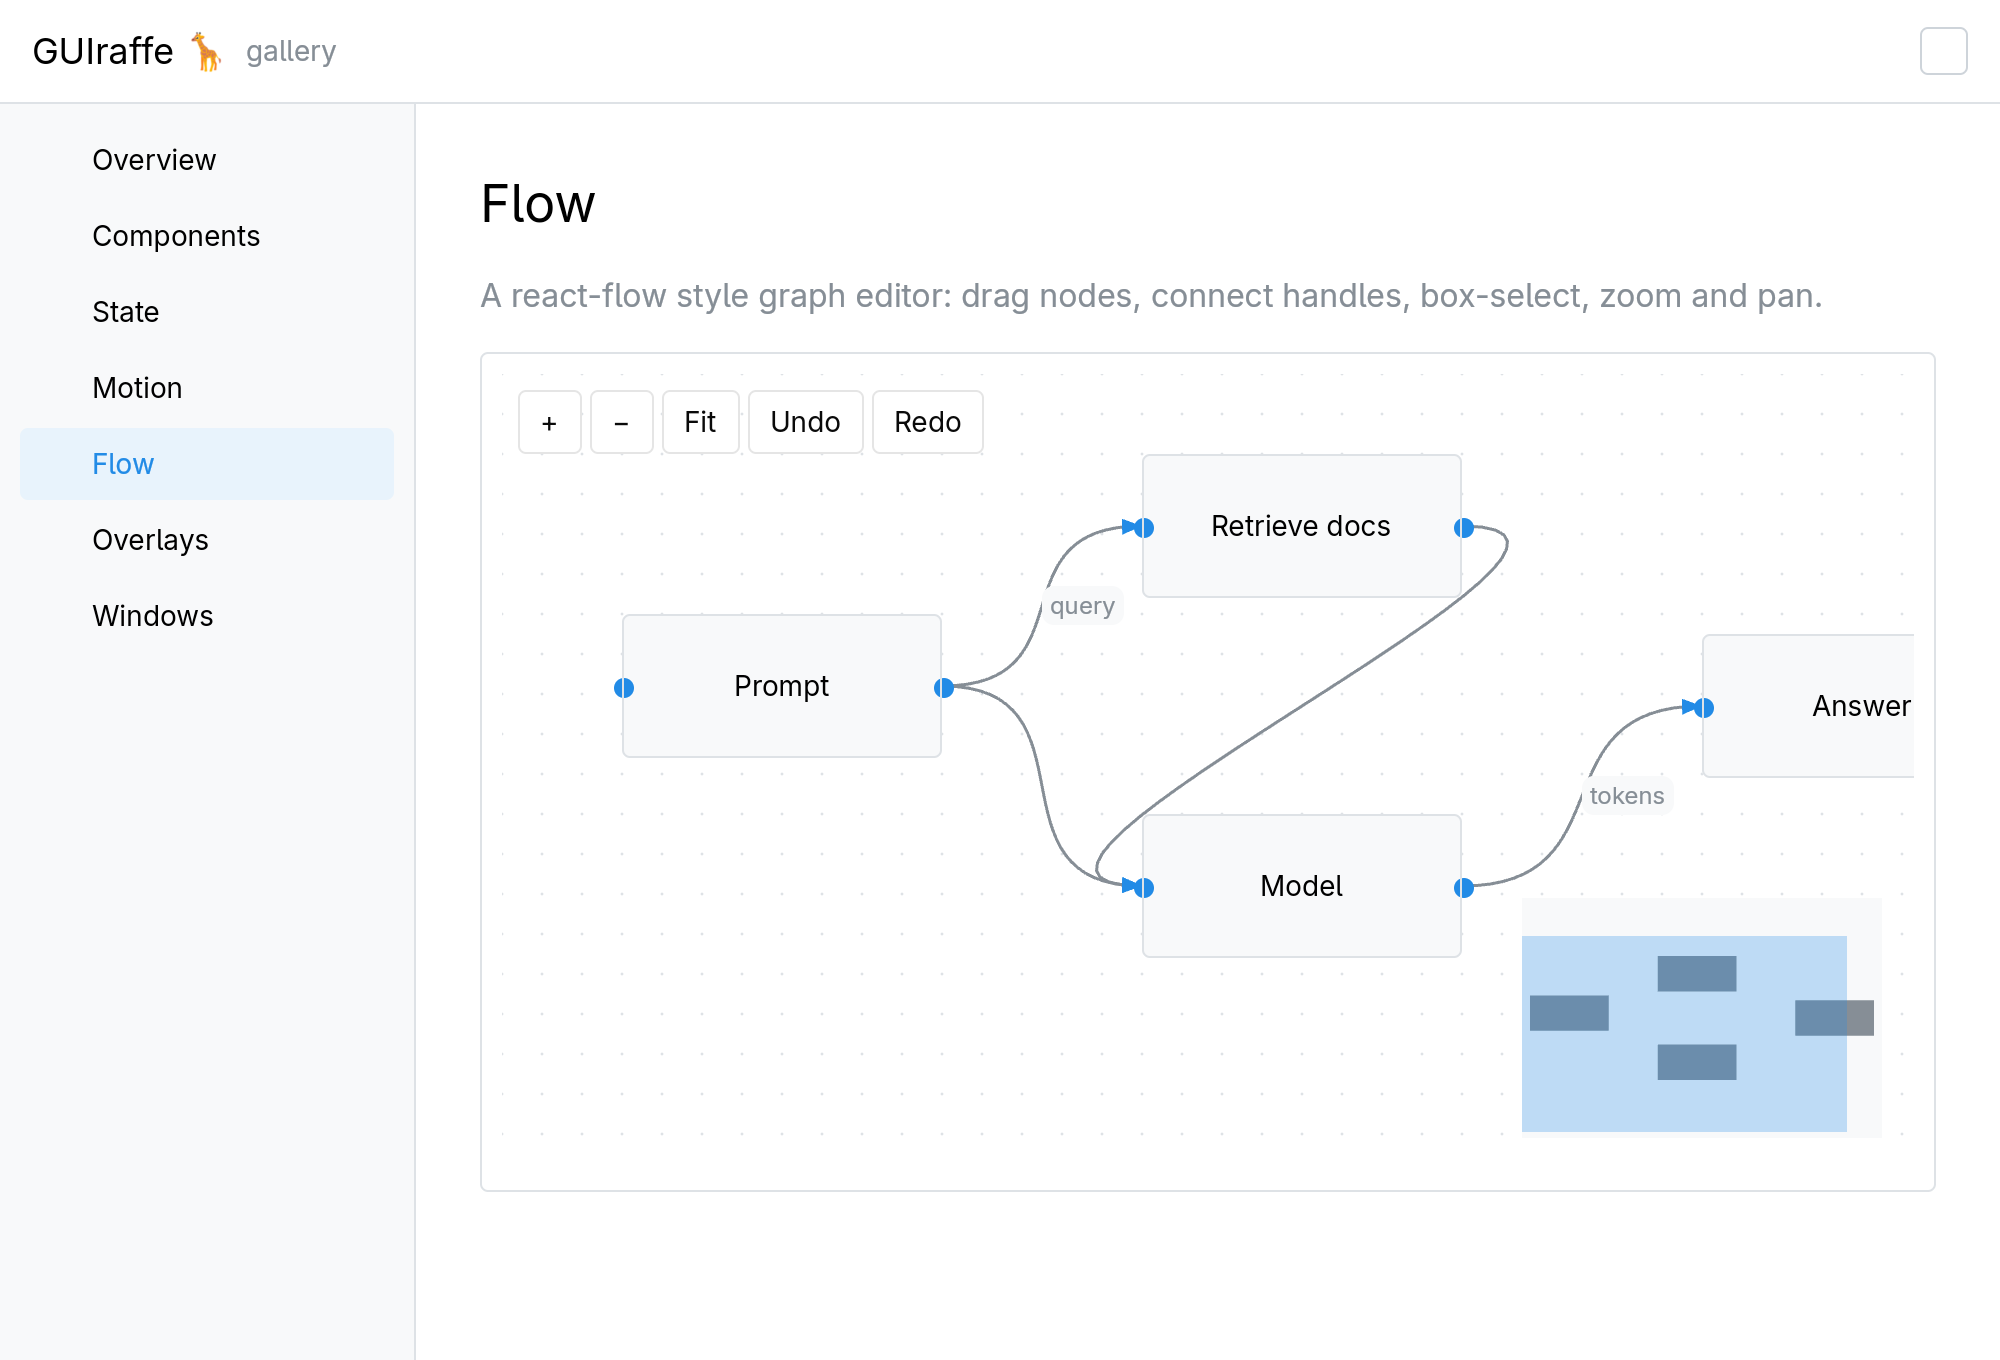 GUIraffe 🦒 gallery
Overview
Components
State
Motion
Flow
Overlays
Windows
Flow
A react-flow style graph editor: drag nodes, connect handles, box-select, zoom and pan.
+ − Fit Undo Redo
Retrieve docs
query
Prompt
Answer
tokens
Model